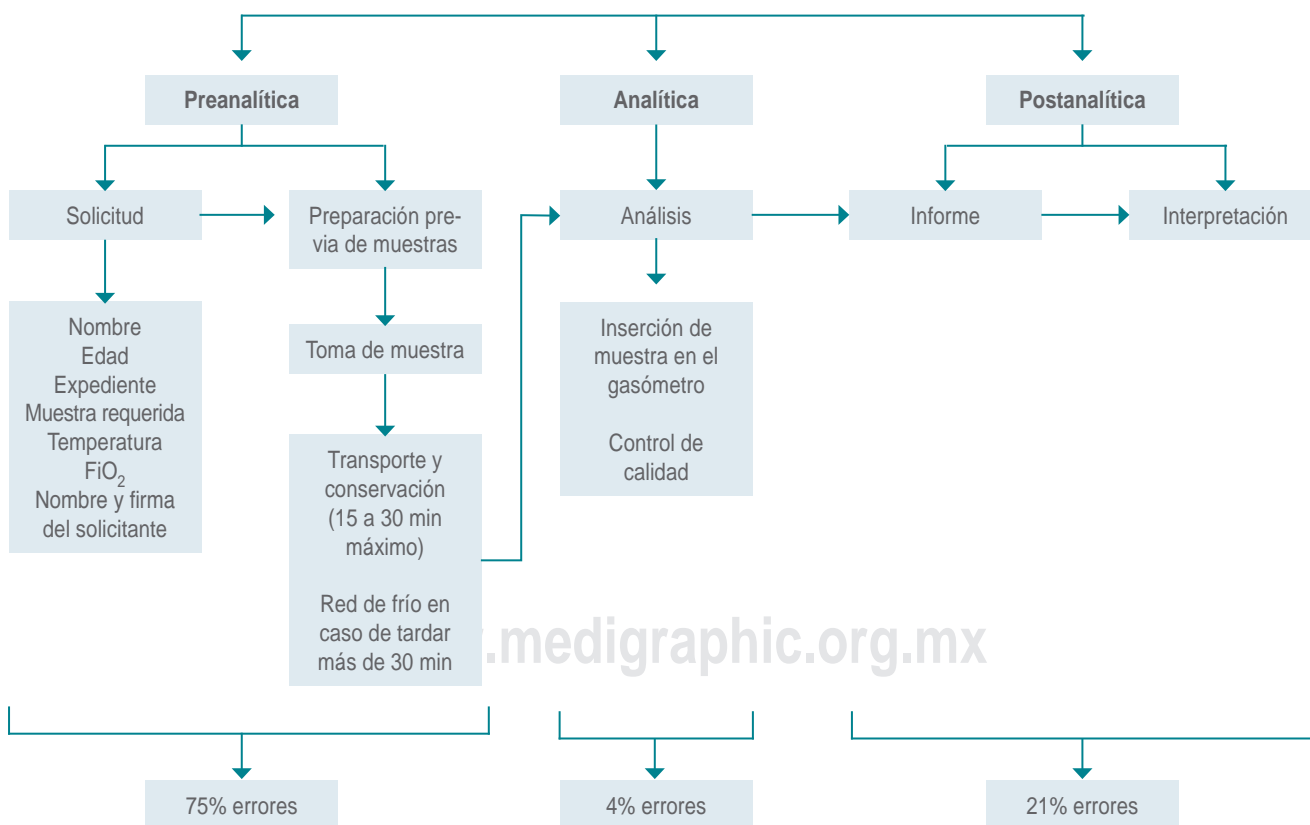 Preanalítica
Analítica
Postanalítica
Solicitud
Preparación pre-
via de muestras
Análisis
Informe
Interpretación
Nombre
Edad
Expediente
Muestra requerida
Temperatura
FiO2
Nombre y firma
del solicitante
Toma de muestra
Transporte y
conservación
(15 a 30 min
máximo)
Red de frío en
caso de tardar
más de 30 min
Inserción de
muestra en el
gasómetro
Control de
calidad
.medigraphic.org.mx
75% errores
4% errores
21% errores